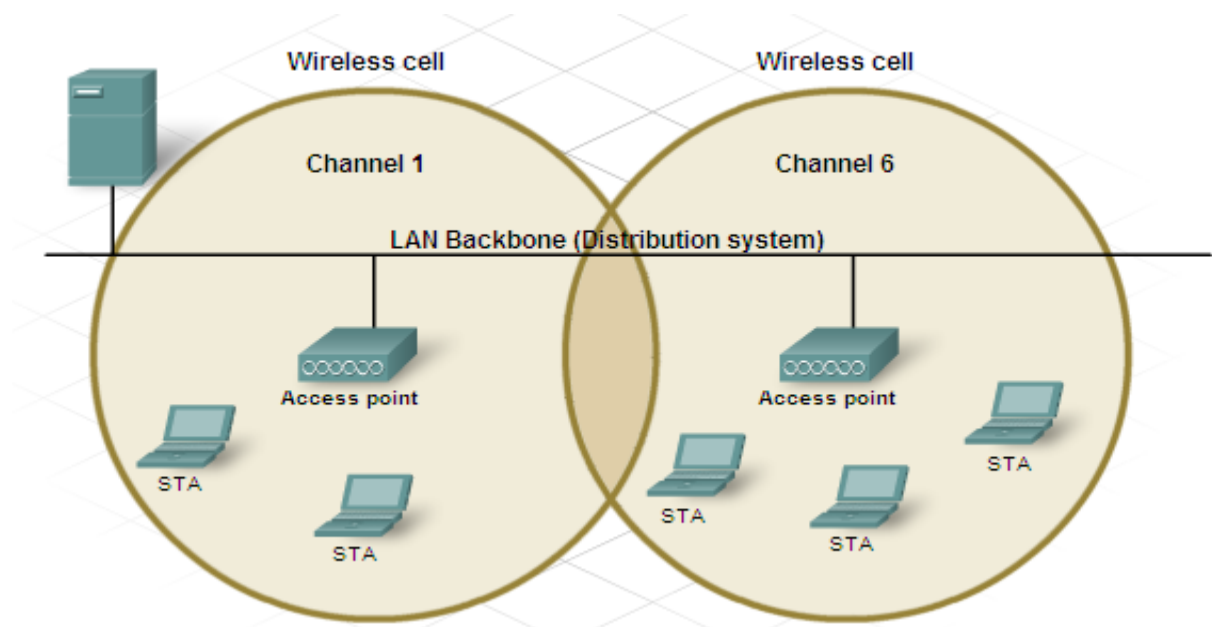 Wireless cell
Wireless cell
Channel 1
Channel 6
LAN Backbone (Distribution system)
Access point
Access point
STA
STA
STA
STA
STA